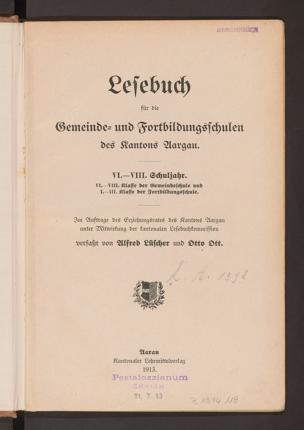 Lesebuch
für die
Gemeinde- und Fortbildungsschulen
des Kantons Aargau.
VI.—VIII. Schuljahr.
VI.—VIII. Klasse der Gemeindeschule und
I.—III. Klasse der Fortbildungsschule.
Im Auftrage des Erziehungsrates des Kantons Aargau
unter Mitwirkung der kantonalen Lesebuchkommission
verfaßt von Alfred Lüscher und Otto Ott.
Aarau
Kantonaler Lehrmittelverlag
1913.
Pestalozzianum
Zürich